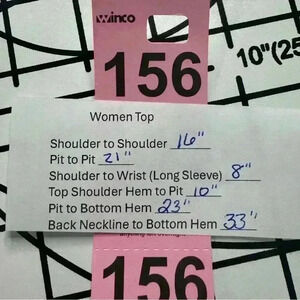 winco
156
10"(25
Women Top
Shoulder to Shoulder 16"
Pit to Pit 21"
Shoulder to Wrist (Long Sleeve) 8"
Top Shoulder Hem to Pit 10"
Pit to Bottom Hem 23"
Back Neckline to Bottom Hem 33"
156